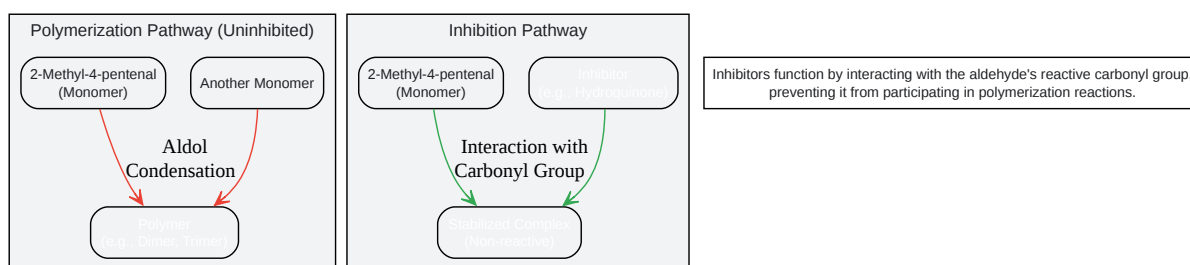 Polymerization Pathway (Uninhibited)
2-Methyl-4-pentenal
(Monomer)
Another Monomer
Aldol
Condensation
Polymer
(e.g., Dimer, Trimer)
Inhibition Pathway
2-Methyl-4-pentenal
(Monomer)
Inhibitor
(e.g., Hydroquinone)
Interaction with
Carbonyl Group
Stabilized Complex
(Non-reactive)
Inhibitors function by interacting with the aldehyde's reactive carbonyl group
preventing it from participating in polymerization reactions.